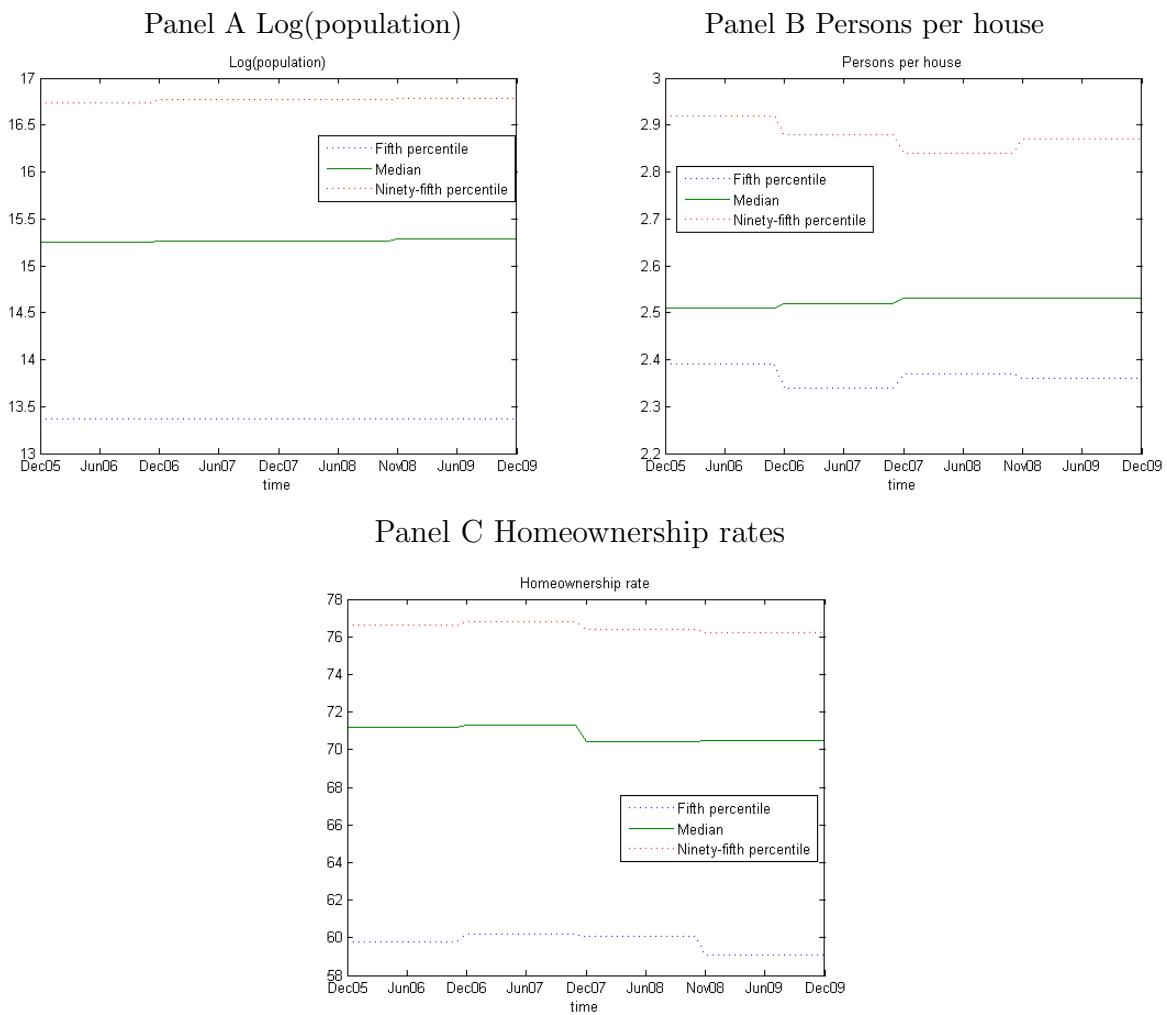 Panel A Log(population)
Panel B Persons per house
Log(population)
17
16.5
16
15.5
15
14.5
14
13.5
13
Fifth percentile
Median
Ninety-fifth percentile
Dec05 Jun06 Dec06 Jun07 Dec07 Jun08 Nov08 Jun09 Dec09
time
Persons per house
3
2.9
2.8
2.7
2.6
2.5
2.4
2.3
2.2
Fifth percentile
Median
Ninety-fifth percentile
Dec05 Jun06 Dec06 Jun07 Dec07 Jun08 Nov08 Jun09 Dec09
time
Panel C Homeownership rates
Homeownership rate
78
76
74
72
70
68
66
64
62
60
58
Fifth percentile
Median
Ninety-fifth percentile
Dec05 Jun06 Dec06 Jun07 Dec07 Jun08 Nov08 Jun09 Dec09
time